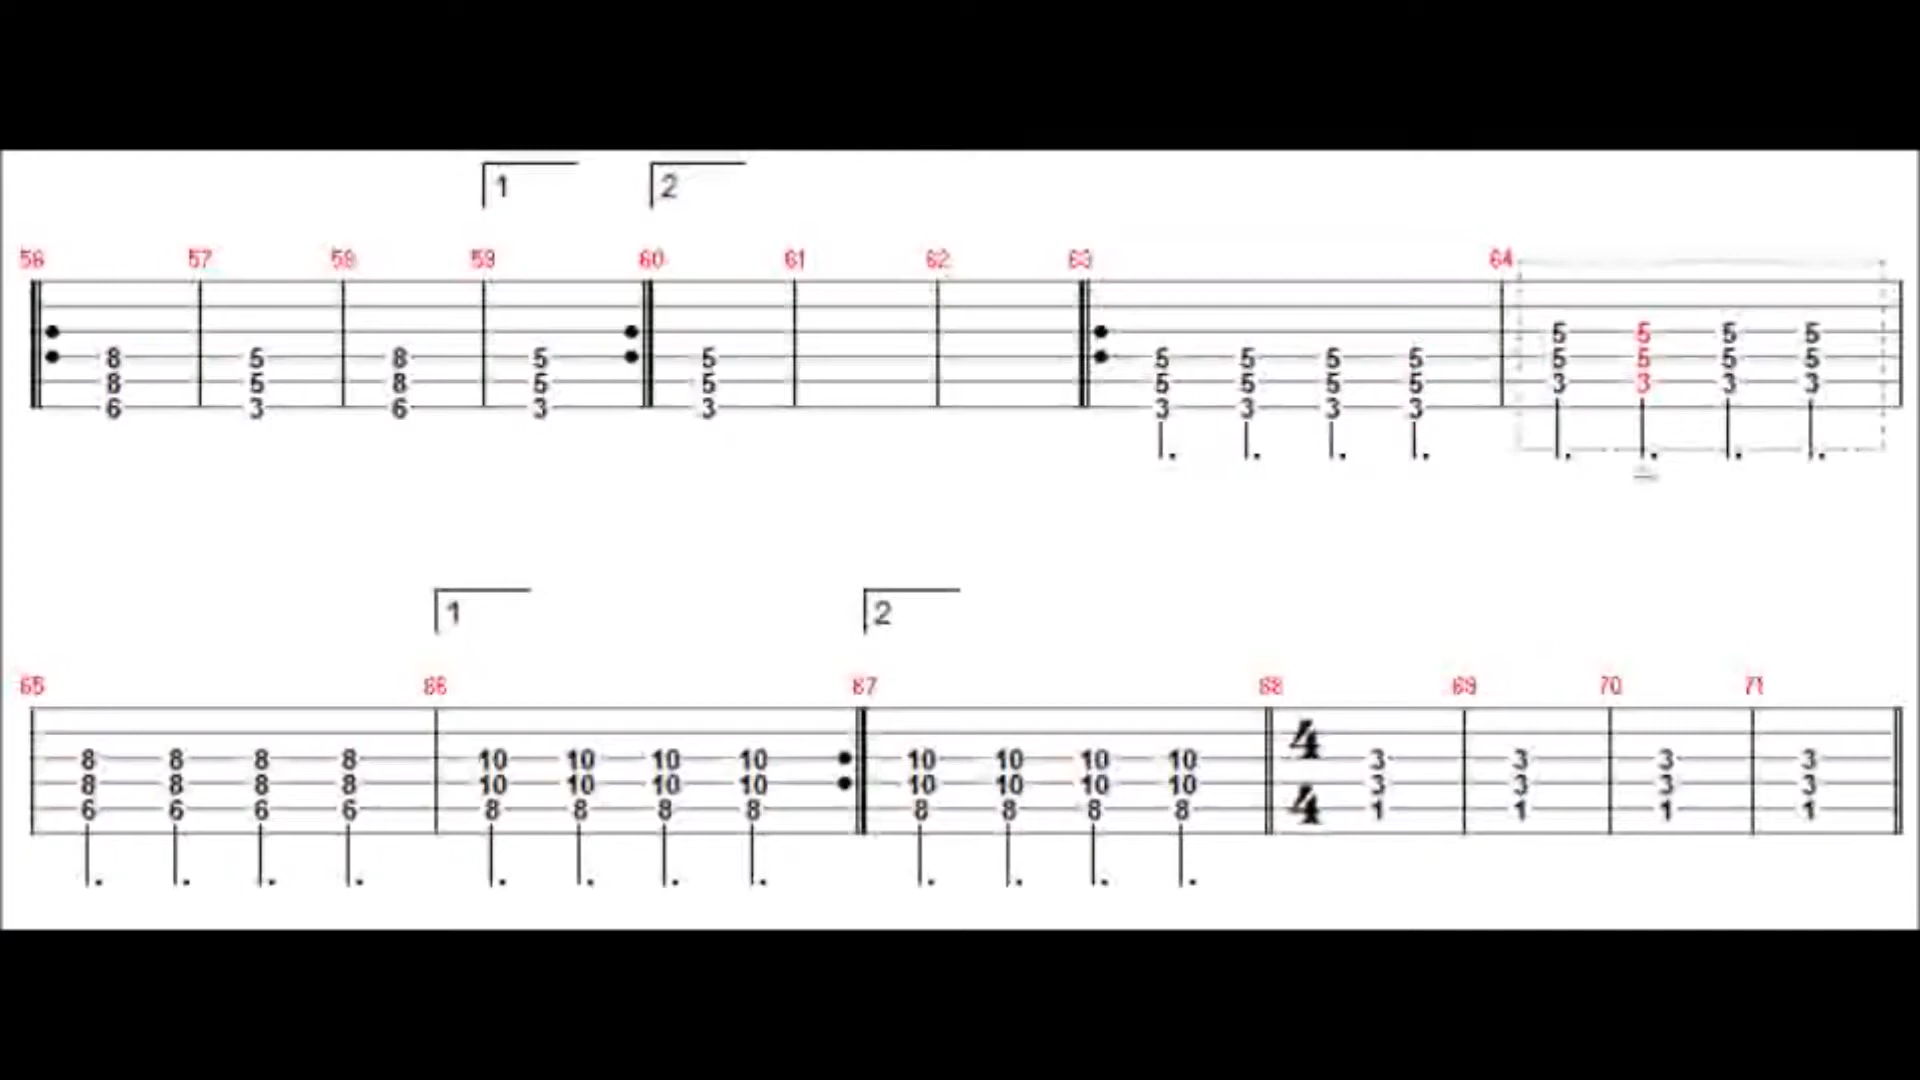 1 2
56 57 58 59 60 61 62 63 64
5 5 5 5
8 5 8 5 5 5 5 5 5 5 5 5 5
8 5 8 5 5 5 5 5 5 3 3 3 3
6 3 6 3 3 3 3 3 3
1 2
65 66 67 68 69 70 71
4
8 8 8 8 10 10 10 10 10 10 10 10 3 3 3 3
8 8 8 8 10 10 10 10 10 10 10 10 3 3 3 3
6 6 6 6 8 8 8 8 8 8 8 8 4 1 1 1 1